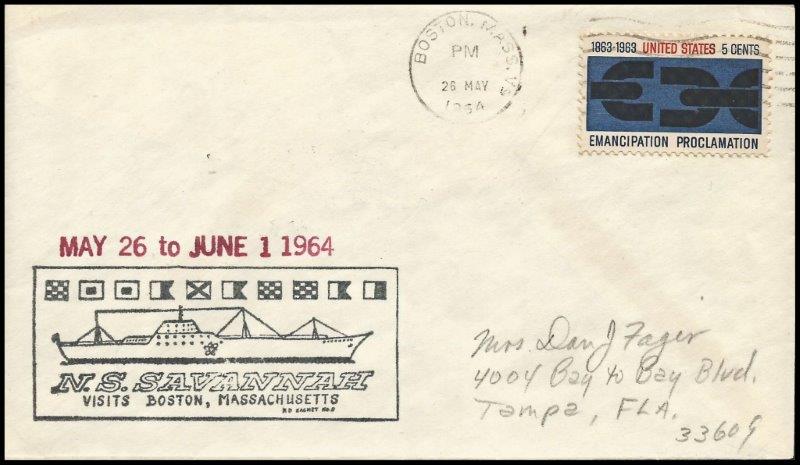 BOSTON, MASS. US
PM
26 MAY
1964
1863-1963 UNITED STATES 5 CENTS
EMANCIPATION PROCLAMATION
MAY 26 to JUNE 1 1964
N.S. SAVANNAH
VISITS BOSTON, MASSACHUSETTS
Mrs. Dan J Fager
4004 Bay to Bay Blvd.
Tampa, FLA.
33609